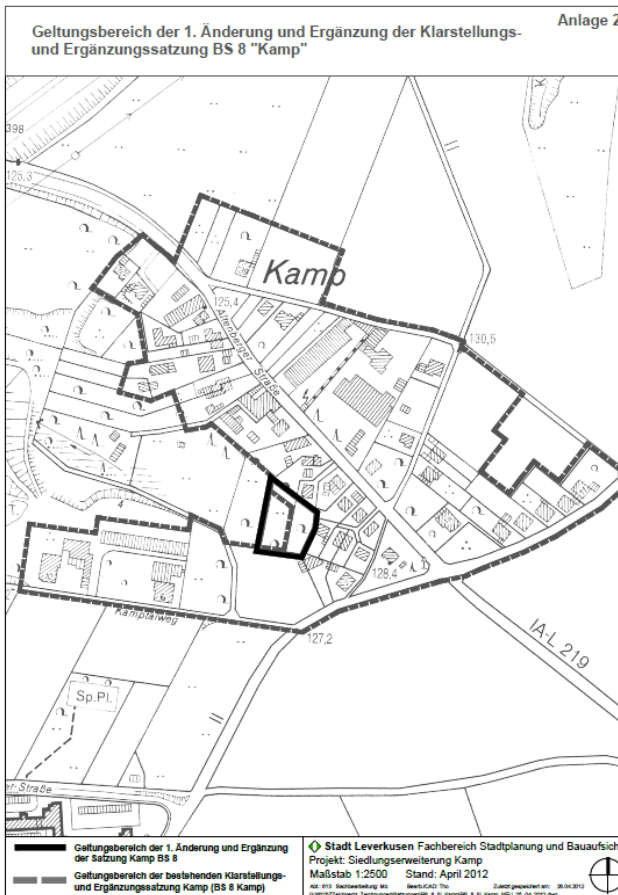 Geltungsbereich der 1. Änderung und Ergänzung der Klarstellungs-
und Ergänzungssatzung BS 8 "Kamp"
Anlage 2
398
125,3
Kamp
125,4
Altenberger Straße
130,5
128,4
Kamptalweg
127,2
IA-L 219
Sp.Pl.
er-Straße
Geltungsbereich der 1. Änderung und Ergänzung
der Satzung Kamp BS 8
Geltungsbereich der bestehenden Klarstellungs-
und Ergänzungssatzung Kamp (BS 8 Kamp)
Stadt Leverkusen Fachbereich Stadtplanung und Bauaufsich
Projekt: Siedlungserweiterung Kamp
Maßstab 1:2500 Stand: April 2012